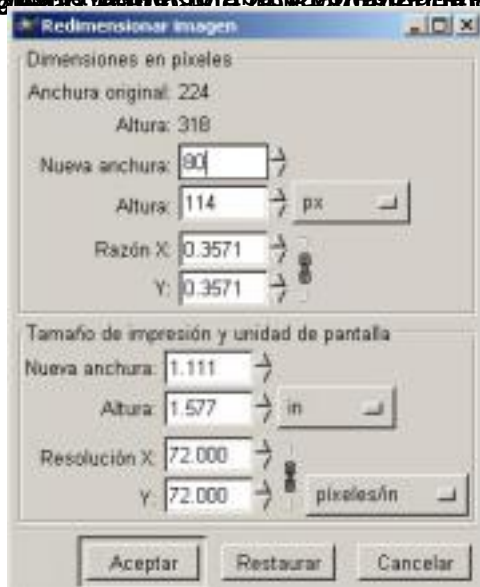 Redimensionar imagen
Dimensiones en píxeles
Anchura original: 224
Altura: 318
Nueva anchura: 80
Altura: 114 px
Razón X: 0.3571
Y: 0.3571
Tamaño de impresión y unidad de pantalla
Nueva anchura: 1.111
Altura: 1.577 in
Resolución X: 72.000
Y: 72.000 píxeles/in
Aceptar Restaurar Cancelar